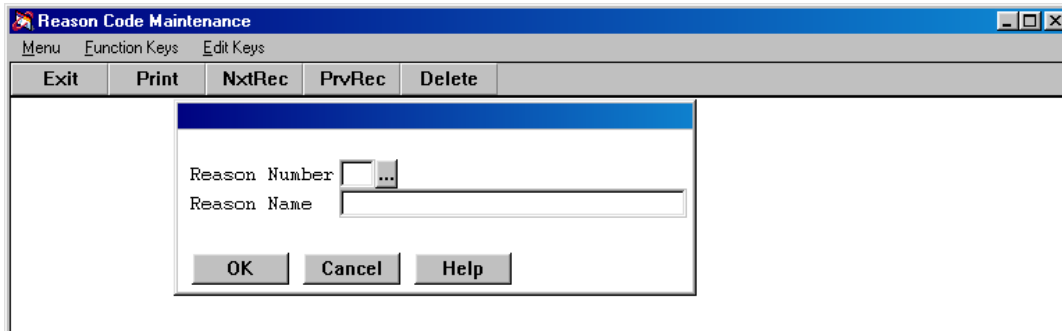 Reason Code Maintenance
Menu Function Keys Edit Keys
Exit Print NxtRec PrvRec Delete
Reason Number ...
Reason Name
OK Cancel Help